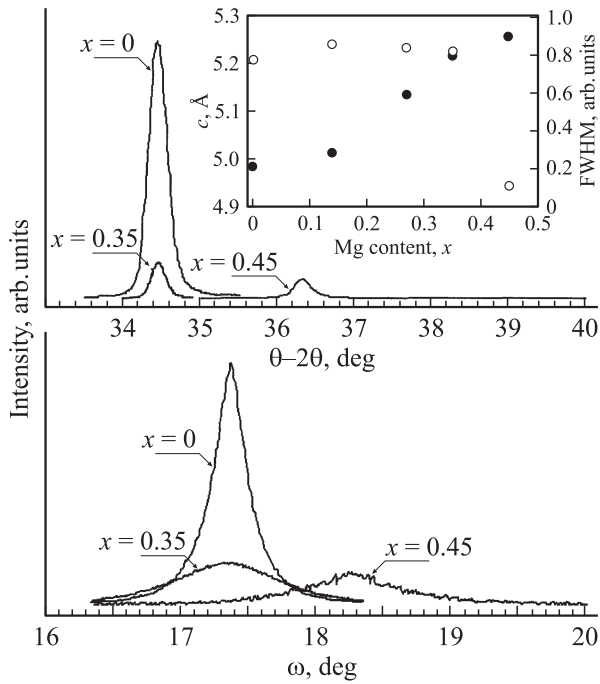 5.3
5.2
5.1
5.0
4.9
c, Å
1.0
0.8
0.6
0.4
0.2
0
FWHM, arb. units
0 0.1 0.2 0.3 0.4 0.5
Mg content, x
x = 0
x = 0.35
x = 0.45
34 35 36 37 38 39 40
θ–2θ, deg
Intensity, arb. units
x = 0
x = 0.35
x = 0.45
16 17 18 19 20
ω, deg